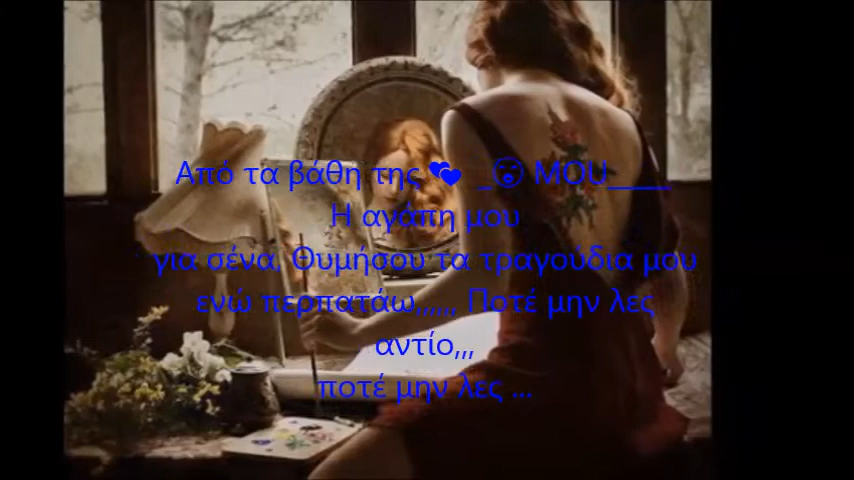 Από τα βάθη της 💕 _😮 ΜΟΥ____
Η αγάπη μου
για σένα, Θυμήσου τα τραγούδια μου
ενώ περπατάω,,,,,, Ποτέ μην λες
αντίο,,,
ποτέ μην λες ...